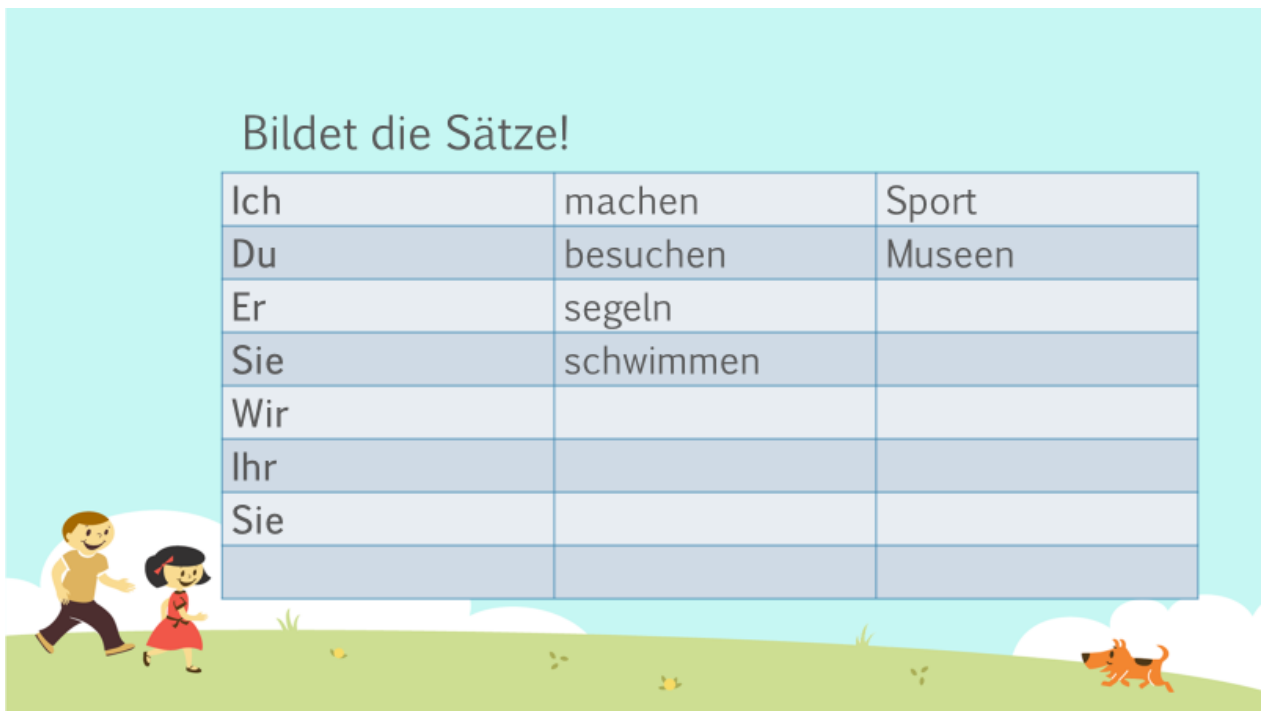 Bildet die Sätze!
Ich machen Sport
Du besuchen Museen
Er segeln
Sie schwimmen
Wir
Ihr
Sie